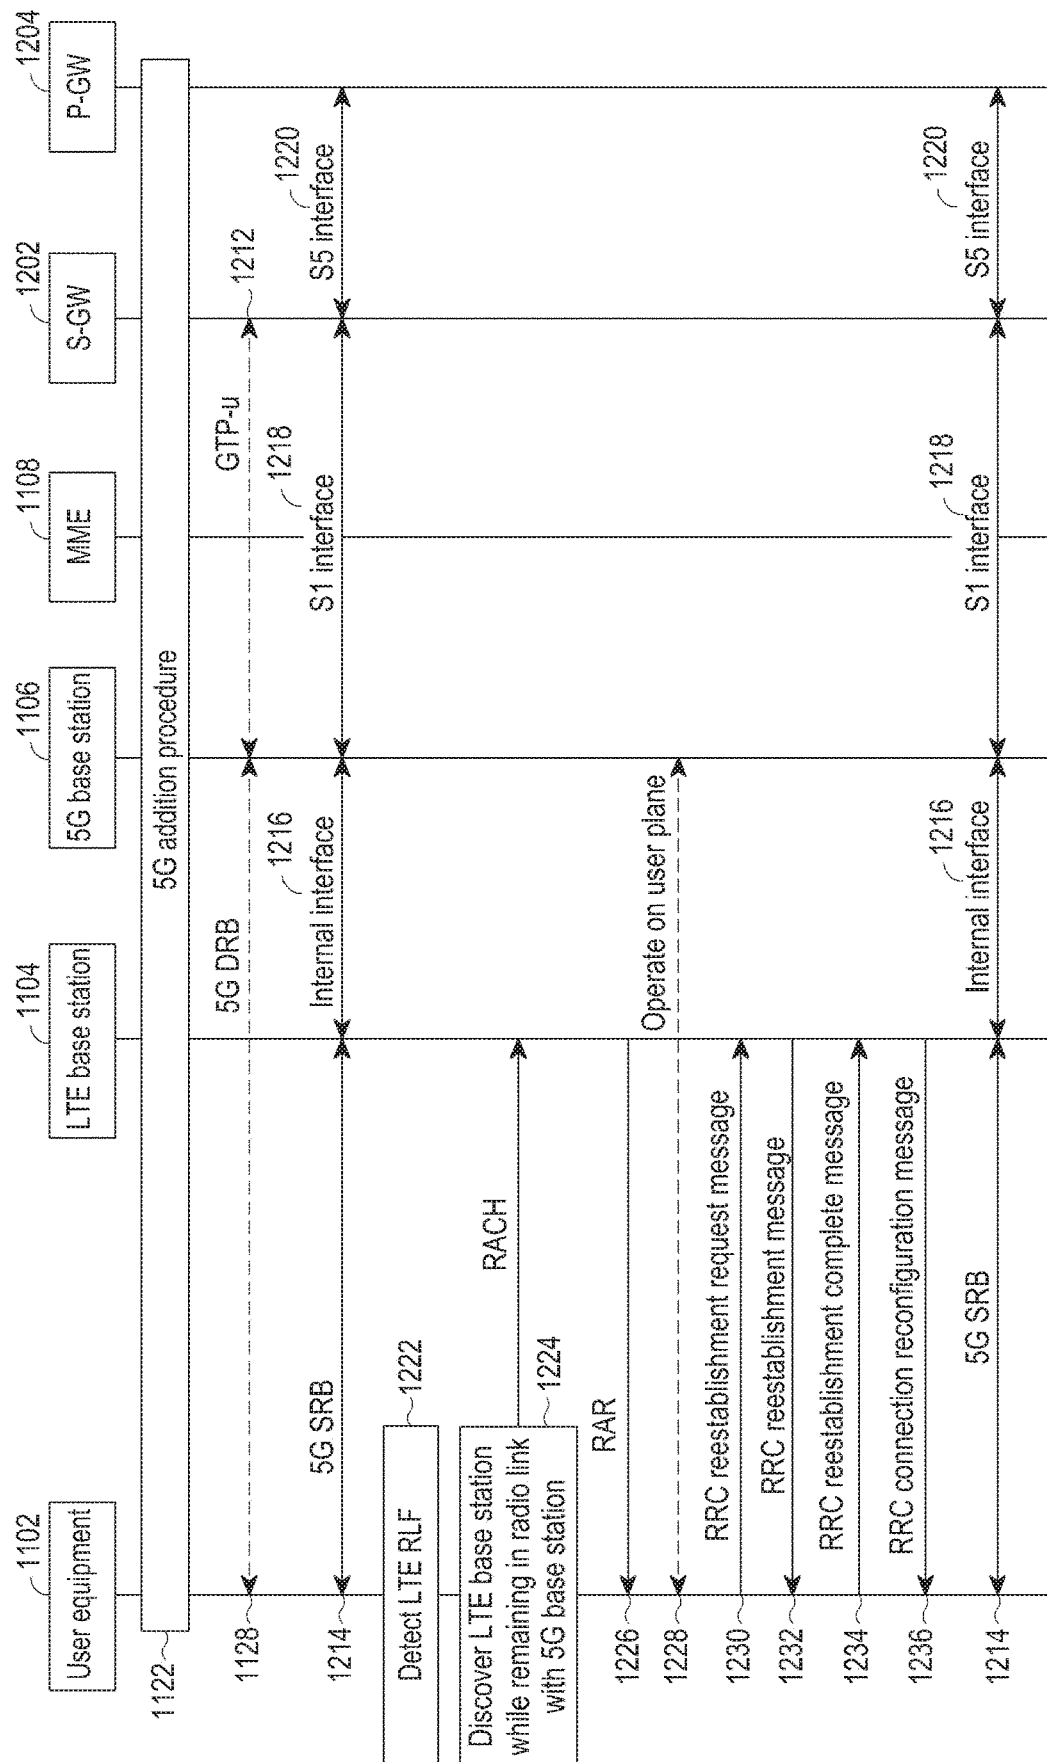 1102
User equipment
1104
LTE base station
1106
5G base station
1108
MME
1202
S-GW
1204
P-GW
1122
5G addition procedure
1128
5G DRB
GTP-u
1212
1214
5G SRB
Internal interface
1216
S1 interface
1218
S5 interface
1220
Detect LTE RLF
1222
Discover LTE base station
while remaining in radio link
with 5G base station
1224
RACH
1226
RAR
1228
Operate on user plane
1230
RRC reestablishment request message
1232
RRC reestablishment message
1234
RRC reestablishment complete message
1236
RRC connection reconfiguration message
1214
5G SRB
Internal interface
1216
S1 interface
1218
S5 interface
1220